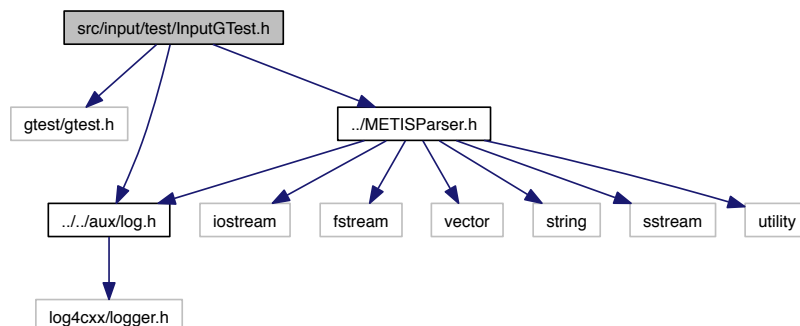 src/input/test/InputGTest.h
gtest/gtest.h
../METISParser.h
../../aux/log.h
iostream
fstream
vector
string
sstream
utility
log4cxx/logger.h